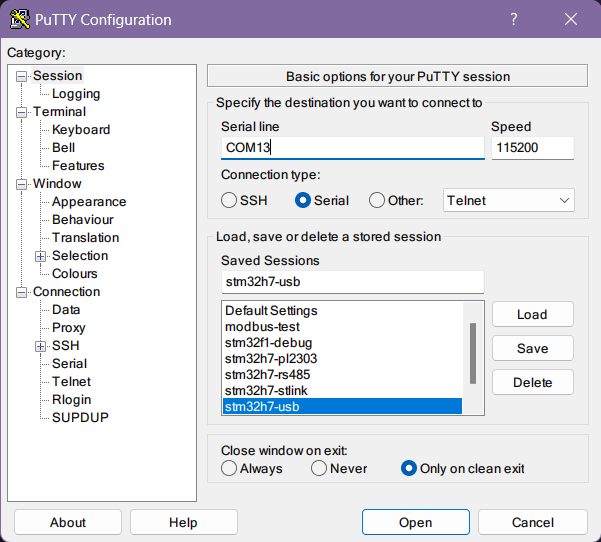 PuTTY Configuration
?
Category:
Session
Logging
Terminal
Keyboard
Bell
Features
Window
Appearance
Behaviour
Translation
Selection
Colours
Connection
Data
Proxy
SSH
Serial
Telnet
Rlogin
SUPDUP
Basic options for your PuTTY session
Specify the destination you want to connect to
Serial line Speed
COM13 115200
Connection type:
SSH Serial Other: Telnet
Load, save or delete a stored session
Saved Sessions
stm32h7-usb
Default Settings
modbus-test
stm32f1-debug
stm32h7-pl2303
stm32h7-rs485
stm32h7-stlink
stm32h7-usb
Load
Save
Delete
Close window on exit:
Always Never Only on clean exit
About Help Open Cancel